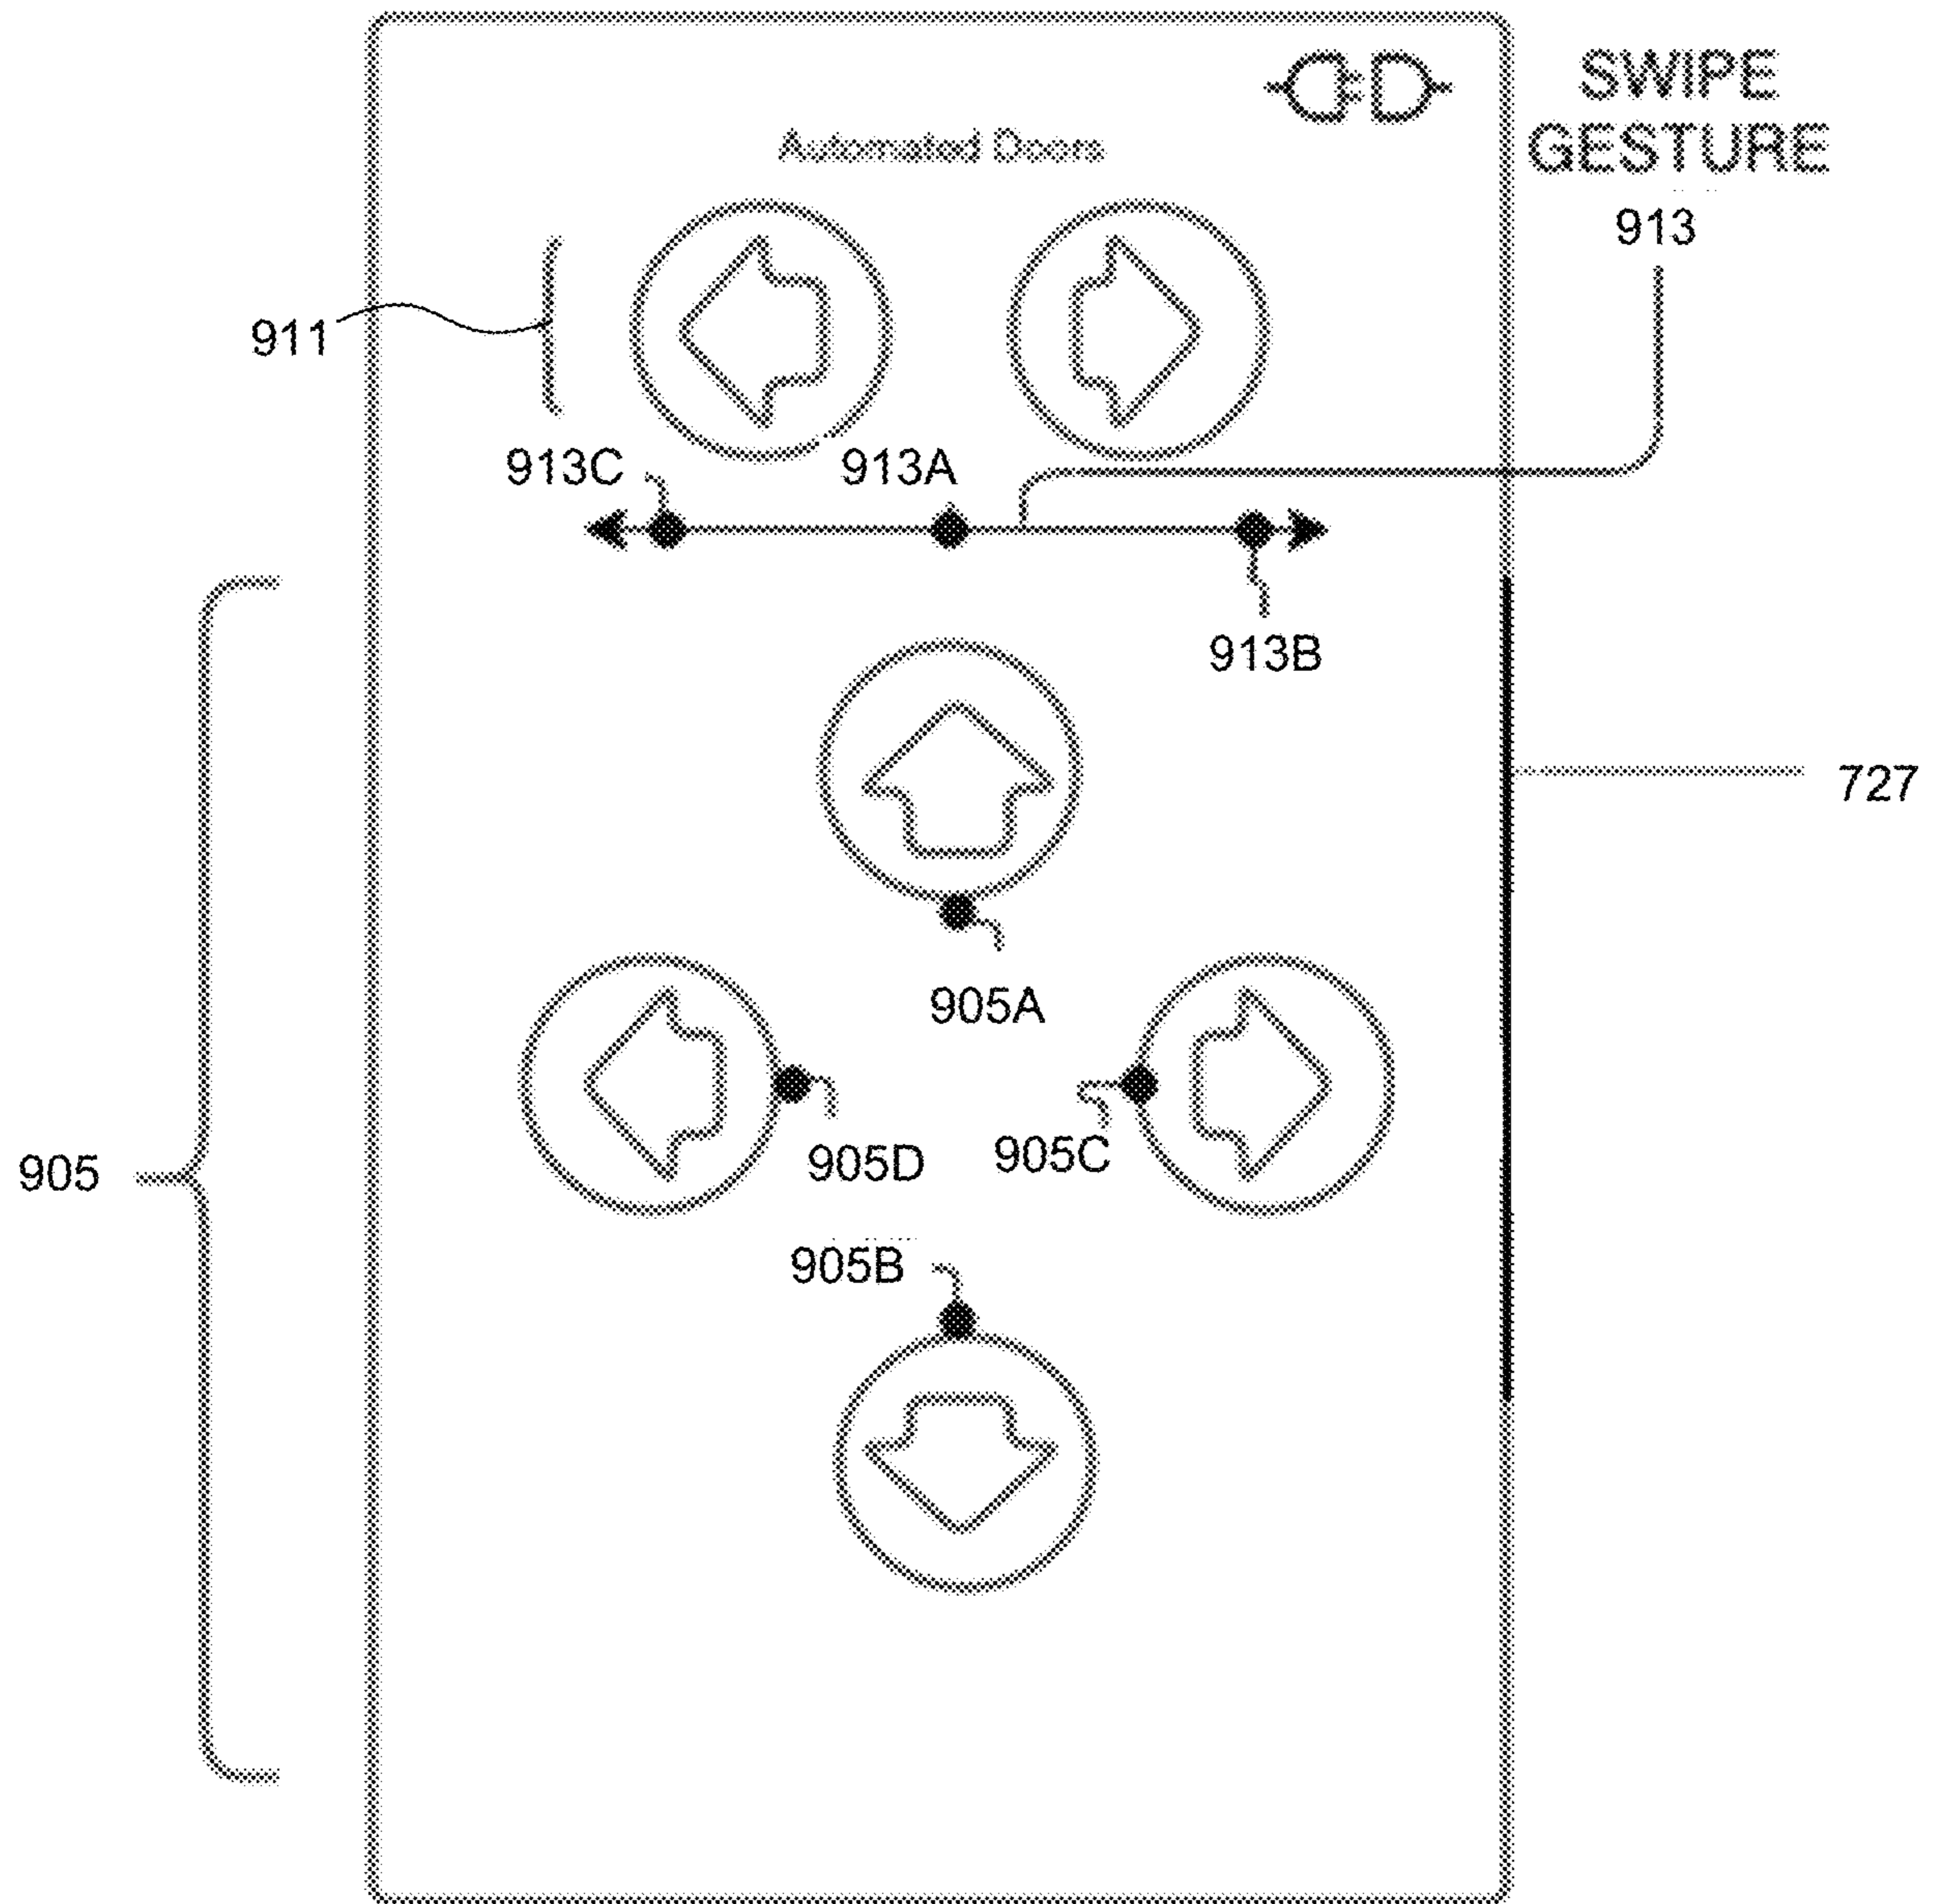 SWIPE
GESTURE
Automated Doors
913
911
913C
913A
913B
727
905A
905D
905C
905
905B